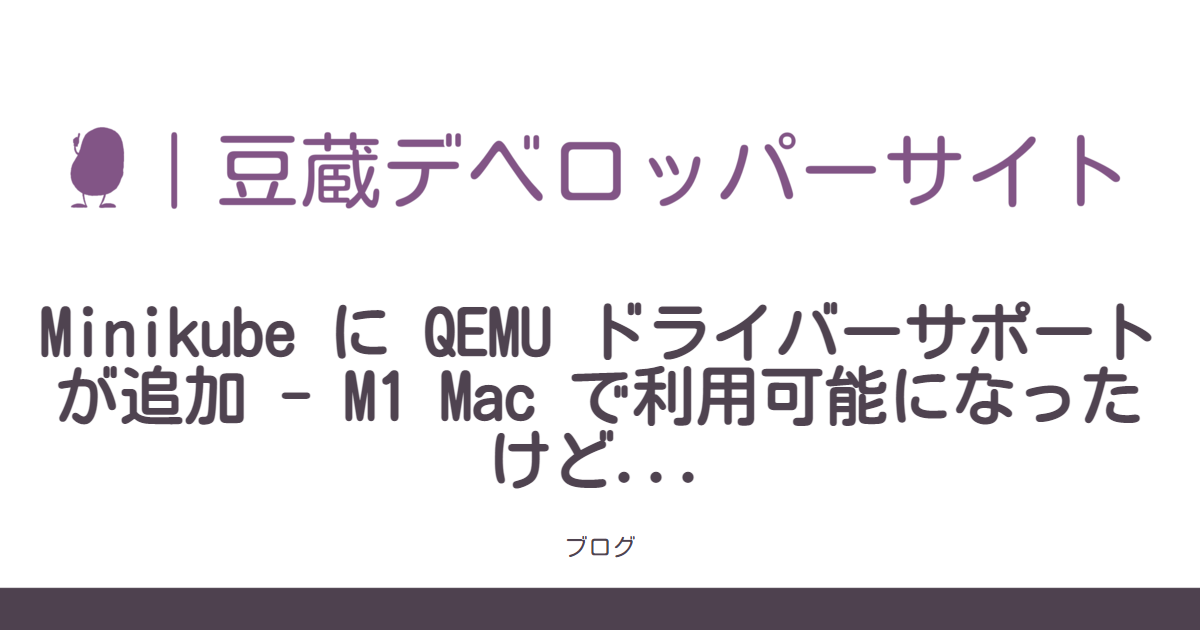 |豆蔵デベロッパーサイト
Minikube に QEMU ドライバーサポート
が追加 - M1 Mac で利用可能になった
けど...
ブログ